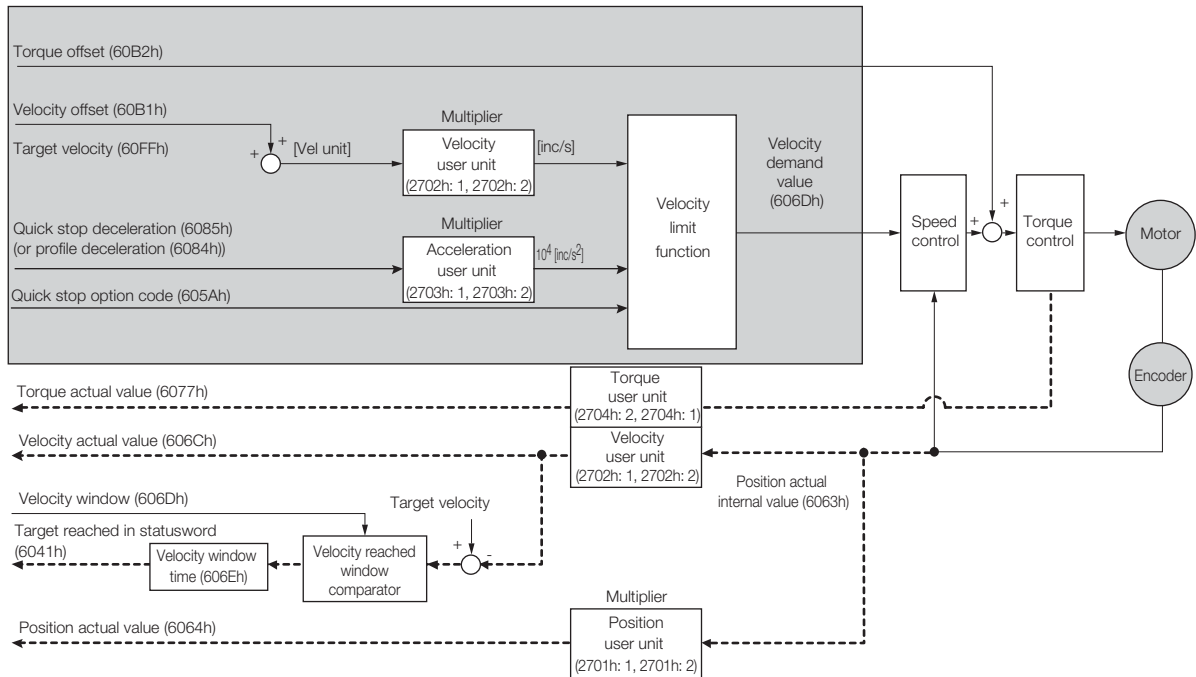 Torque offset (60B2h)
Velocity offset (60B1h)
Target velocity (60FFh)
+
+
[Vel unit]
Multiplier
Velocity
user unit
(2702h: 1, 2702h: 2)
[inc/s]
Quick stop deceleration (6085h)
(or profile deceleration (6084h))
Multiplier
Acceleration
user unit
(2703h: 1, 2703h: 2)
10⁴ [inc/s²]
Quick stop option code (605Ah)
Velocity
limit
function
Velocity
demand
value
(606Dh)
Speed
control
+
+
Torque
control
Motor
Encoder
Torque actual value (6077h)
Torque
user unit
(2704h: 2, 2704h: 1)
Velocity actual value (606Ch)
Velocity
user unit
(2702h: 1, 2702h: 2)
Position actual
internal value (6063h)
Velocity window (606Dh)
Target velocity
+
-
Target reached in statusword
(6041h)
Velocity window
time (606Eh)
Velocity reached
window
comparator
Position actual value (6064h)
Multiplier
Position
user unit
(2701h: 1, 2701h: 2)